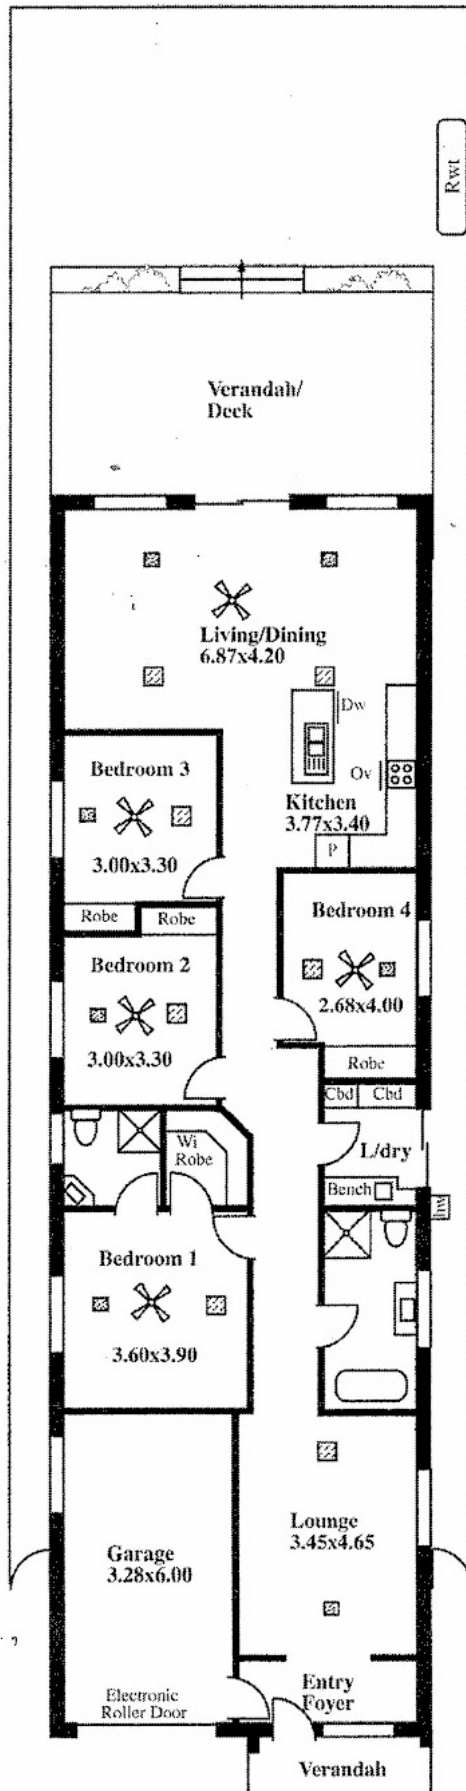 Rwt
Verandah/
Deck
Living/Dining
6.87x4.20
Dw
Ov
Kitchen
3.77x3.40
P
Bedroom 3
3.00x3.30
Robe
Robe
Bedroom 4
2.68x4.00
Robe
Bedroom 2
3.00x3.30
Cbd
Cbd
L/dry
Bench
Wi
Robe
hw
Bedroom 1
3.60x3.90
Lounge
3.45x4.65
Garage
3.28x6.00
Electronic
Roller Door
Entry
Foyer
Verandah